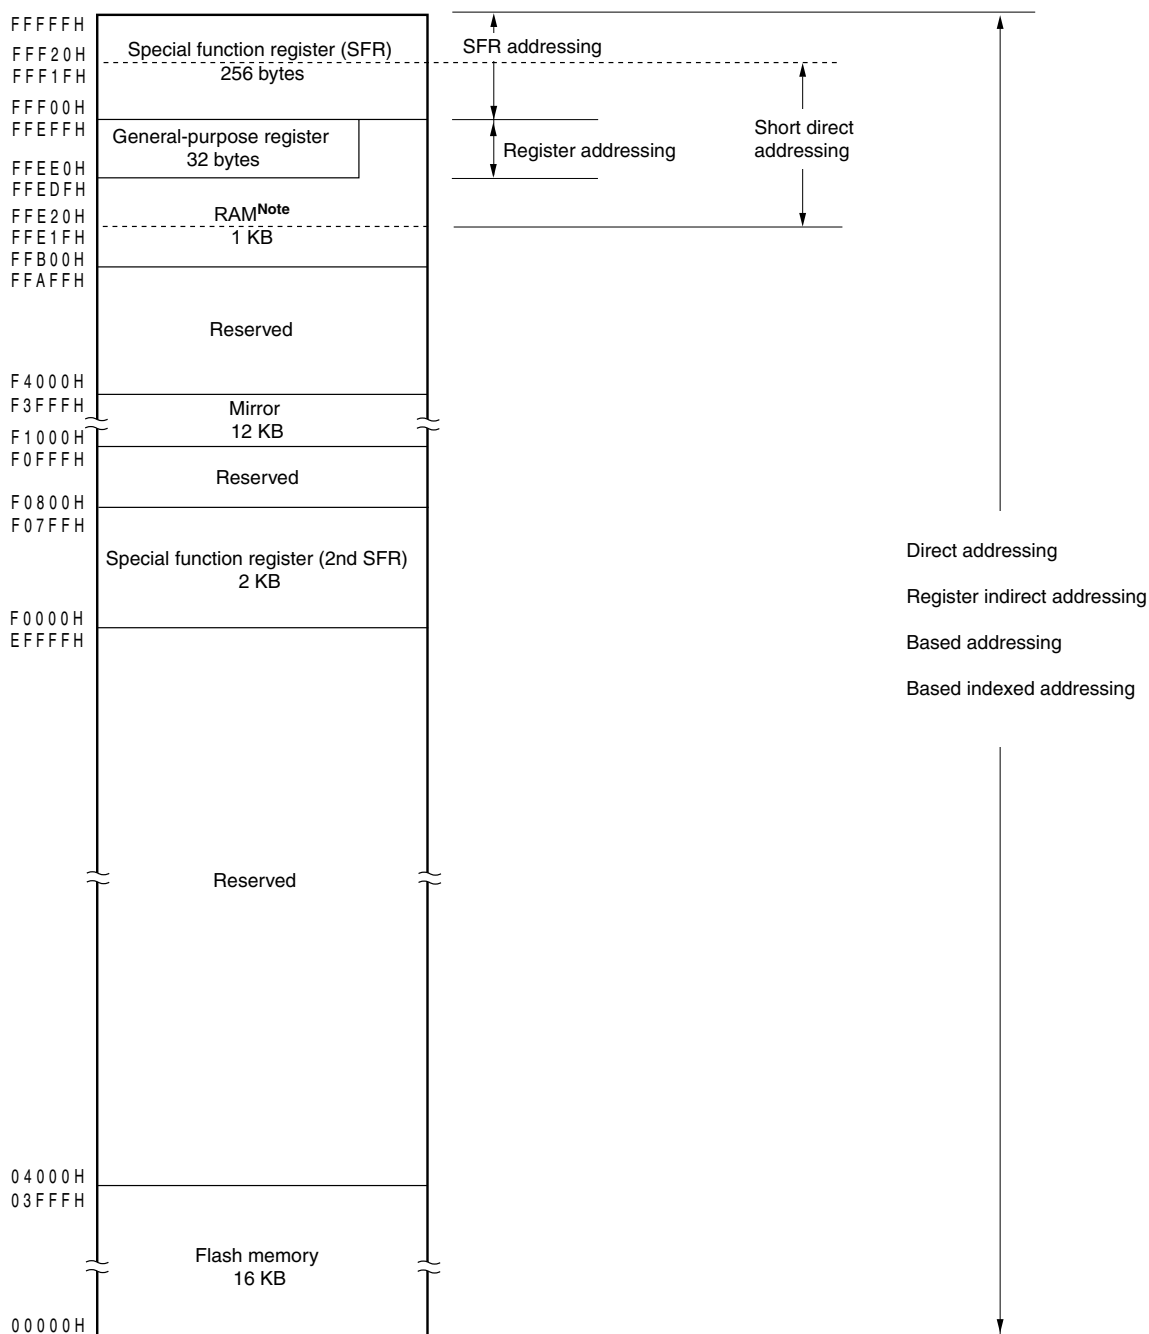 FFFFFH
FFF20H
FFF1FH
FFF00H
FFEFFH
FFEE0H
FFEDFH
FFE20H
FFE1FH
FFB00H
FFAFFH
F4000H
F3FFFH
F1000H
F0FFFH
F0800H
F07FFH
F0000H
EFFFFH
04000H
03FFFH
00000H
Special function register (SFR)
256 bytes
General-purpose register
32 bytes
RAMNote
1 KB
Reserved
Mirror
12 KB
Reserved
Special function register (2nd SFR)
2 KB
Reserved
Flash memory
16 KB
SFR addressing
Register addressing
Short direct
addressing
Direct addressing
Register indirect addressing
Based addressing
Based indexed addressing